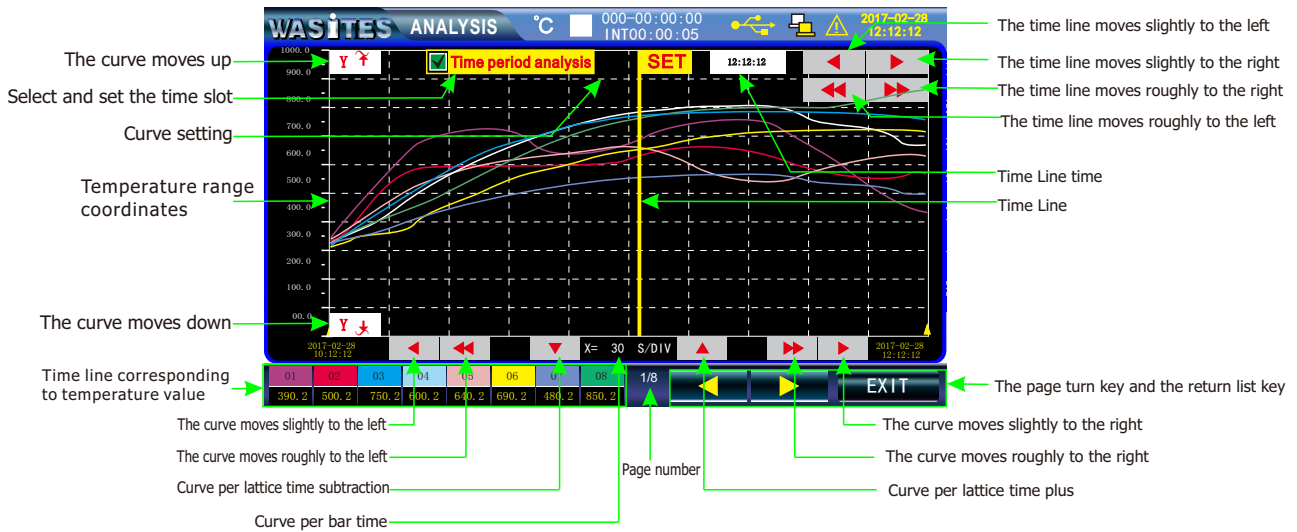 WASiTES ANALYSIS ℃ 000-00:00:00 2017-02-28
INT00:00:05 12:12:12
The time line moves slightly to the left
The curve moves up
1000. 0
Y
Time period analysis
SET
12:12:12
The time line moves slightly to the right
900. 0
The time line moves roughly to the right
Select and set the time slot
800. 0
The time line moves roughly to the left
Curve setting
700. 0
600. 0
Temperature range
coordinates
500. 0
Time Line time
400. 0
Time Line
300. 0
200. 0
100. 0
The curve moves down
00. 0
Y
2017-02-28
10:12:12
X= 30 S/DIV
2017-02-28
12:12:12
Time line corresponding
to temperature value
01 02 03 04 05 06 07 08
390. 2 500. 2 750. 2 600. 2 640. 2 690. 2 480. 2 850. 2
1/8
EXIT
The page turn key and the return list key
The curve moves slightly to the left
The curve moves slightly to the right
The curve moves roughly to the left
The curve moves roughly to the right
Page number
Curve per lattice time subtraction
Curve per lattice time plus
Curve per bar time